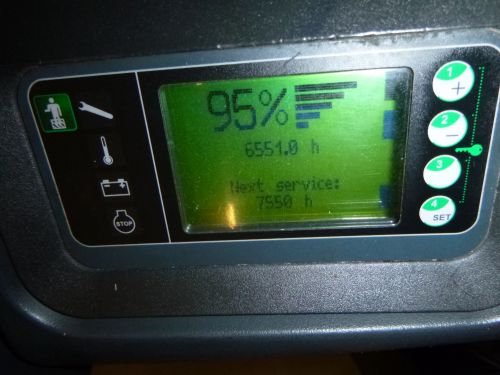 95%
6551.0 h
Next service:
7550 h
STOP
1
+
2
−
3
4
SET